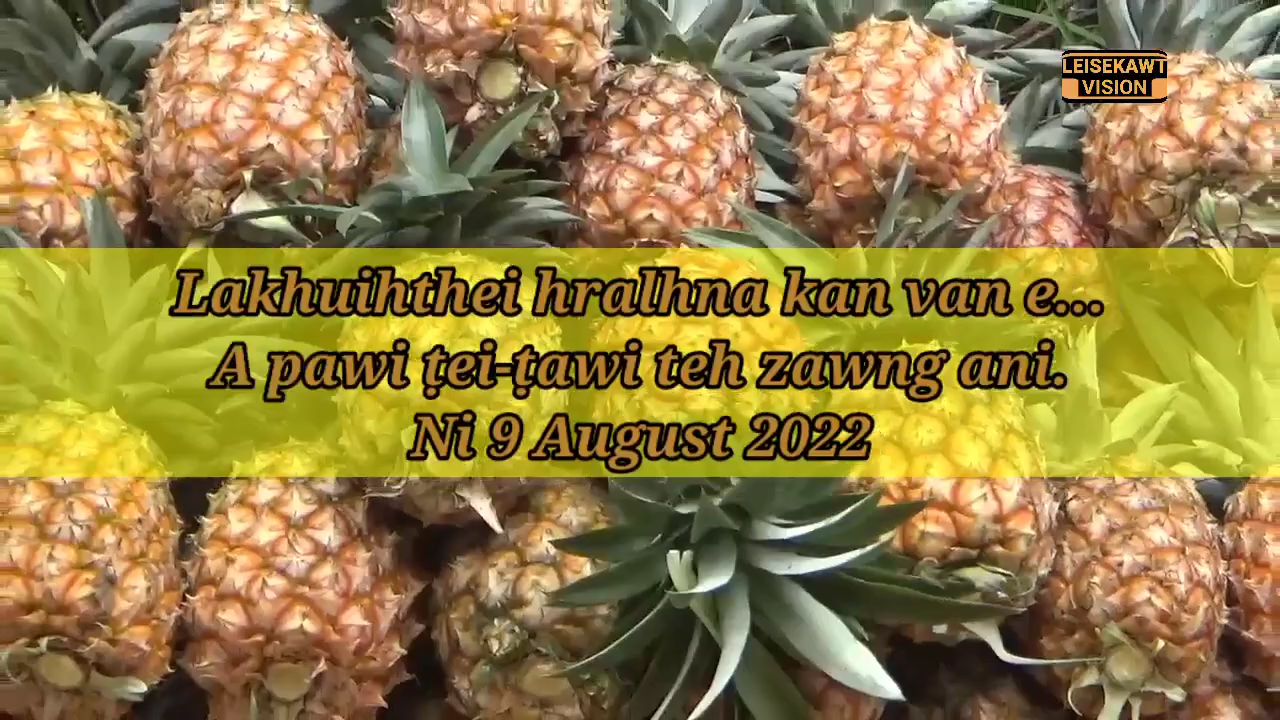 LEISEKAWT
VISION
Lakhuihthei hralhna kan van e...
A pawi ṭei-ṭawi teh zawng ani.
Ni 9 August 2022